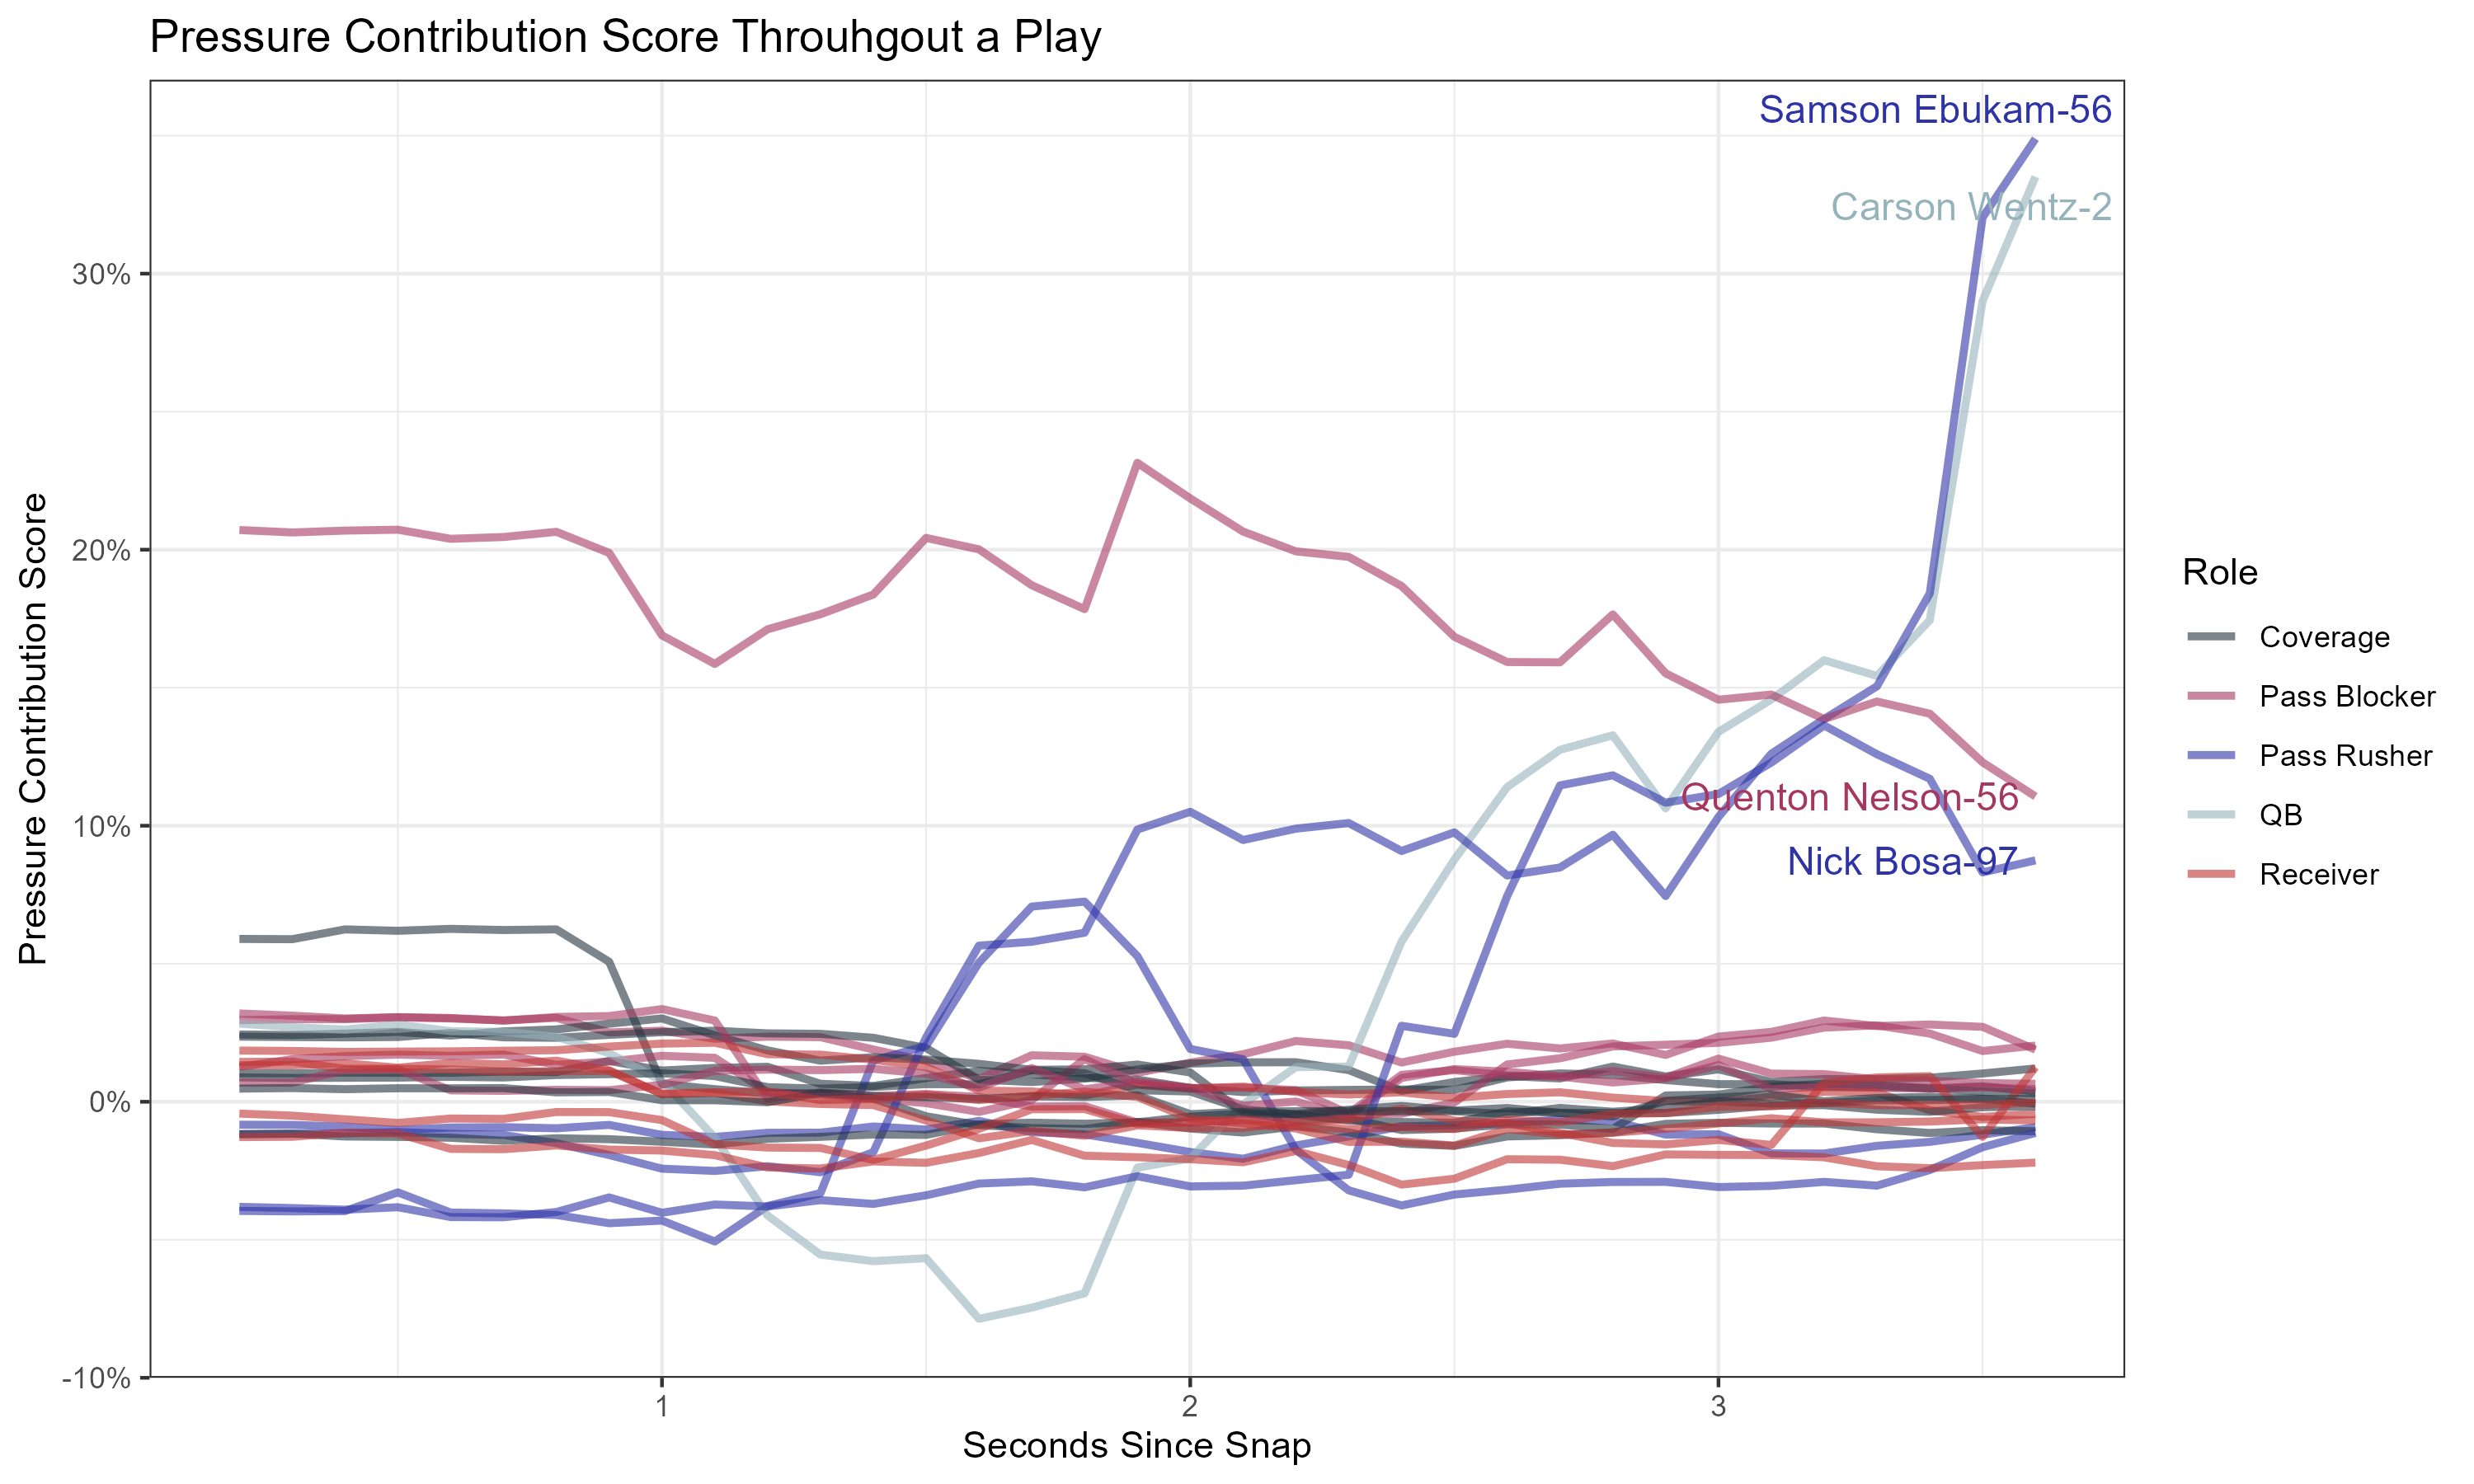 Pressure Contribution Score Throuhgout a Play
Samson Ebukam-56
Carson Wentz-2
Quenton Nelson-56
Nick Bosa-97
30%
20%
10%
0%
-10%
Pressure Contribution Score
1
2
3
Seconds Since Snap
Role
Coverage
Pass Blocker
Pass Rusher
QB
Receiver